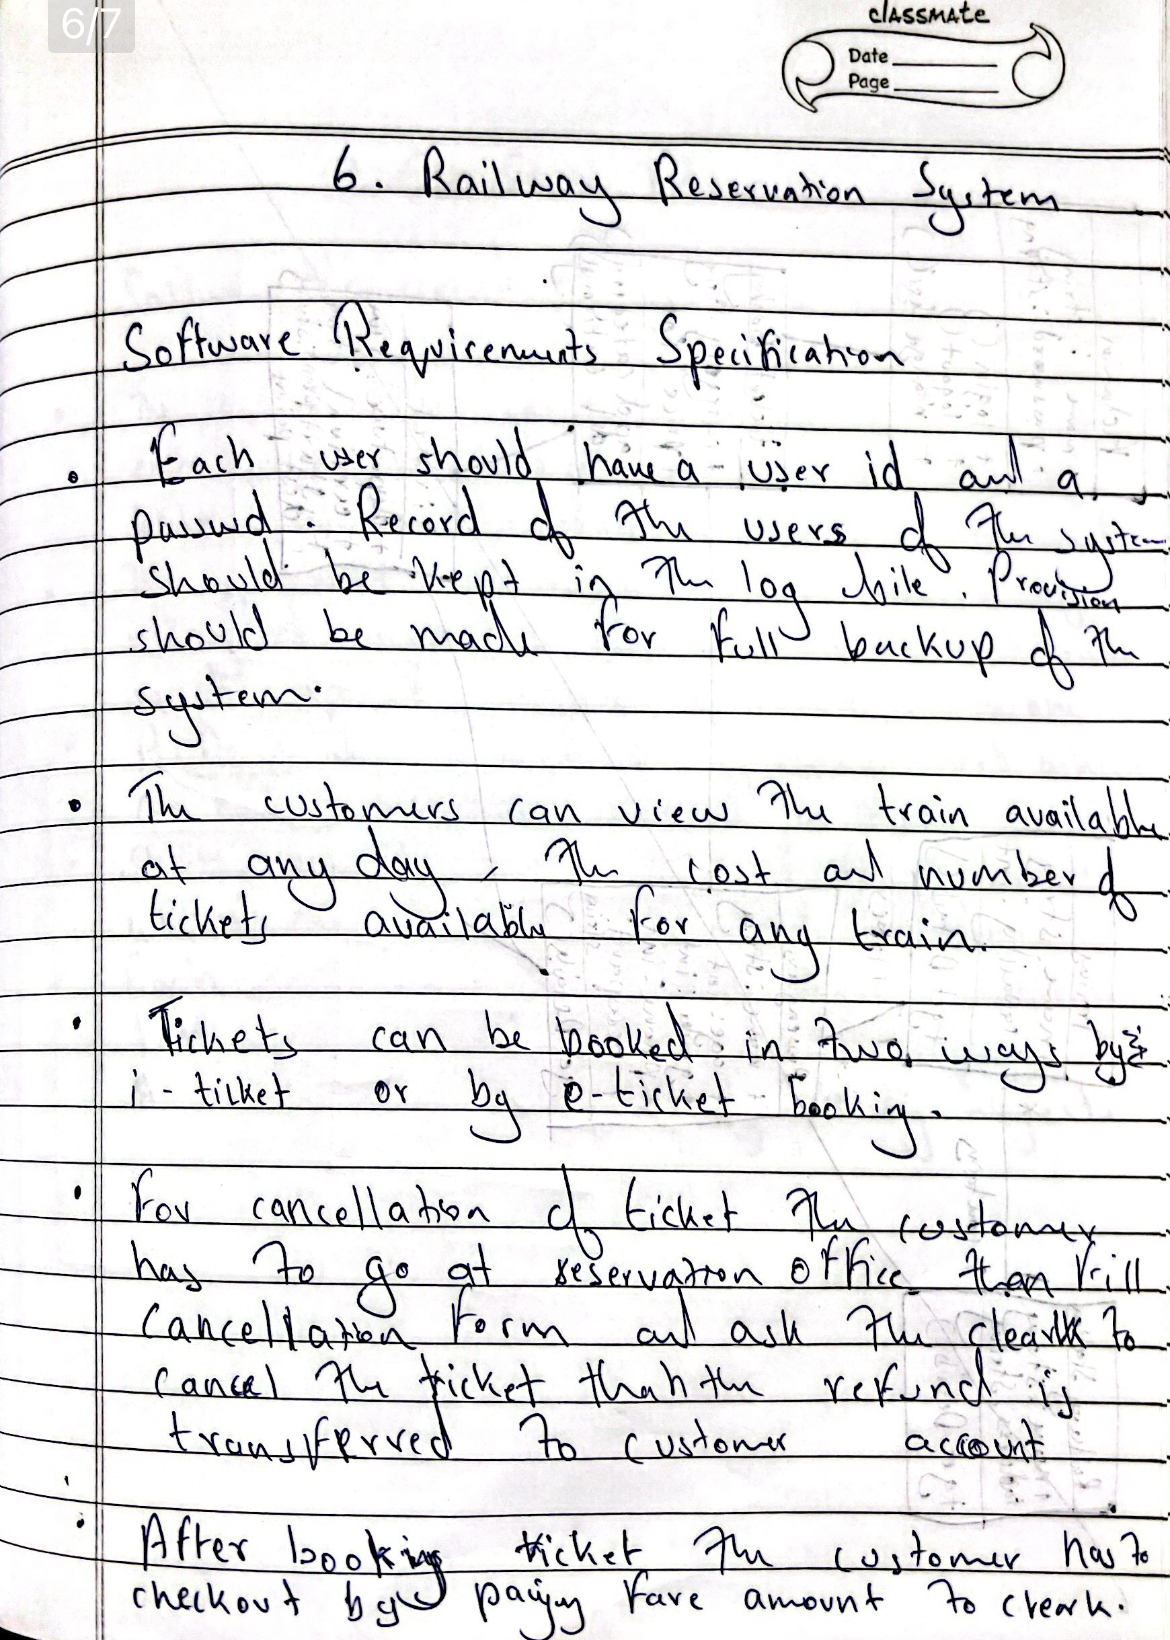 6/7
classmate
Date
Page
6. Railway Reservation System
Software Requirements Specification
• Each user should have a user id and a
passwd. Record of the users of the system
should be kept in the log file. Provision
should be made for full backup of the
system.
• The customers can view the train available
at any day, the cost and number of
tickets available for any train.
• Tickets can be booked in two ways by
i-ticket or by e-ticket booking.
• For cancellation of ticket the customer
has to go at reservation office then fill
cancellation form and ask the clearkk to
cancel the ticket than the refund is
transferred to customer account
• After booking ticket the customer has to
checkout by paying fare amount to cleark.